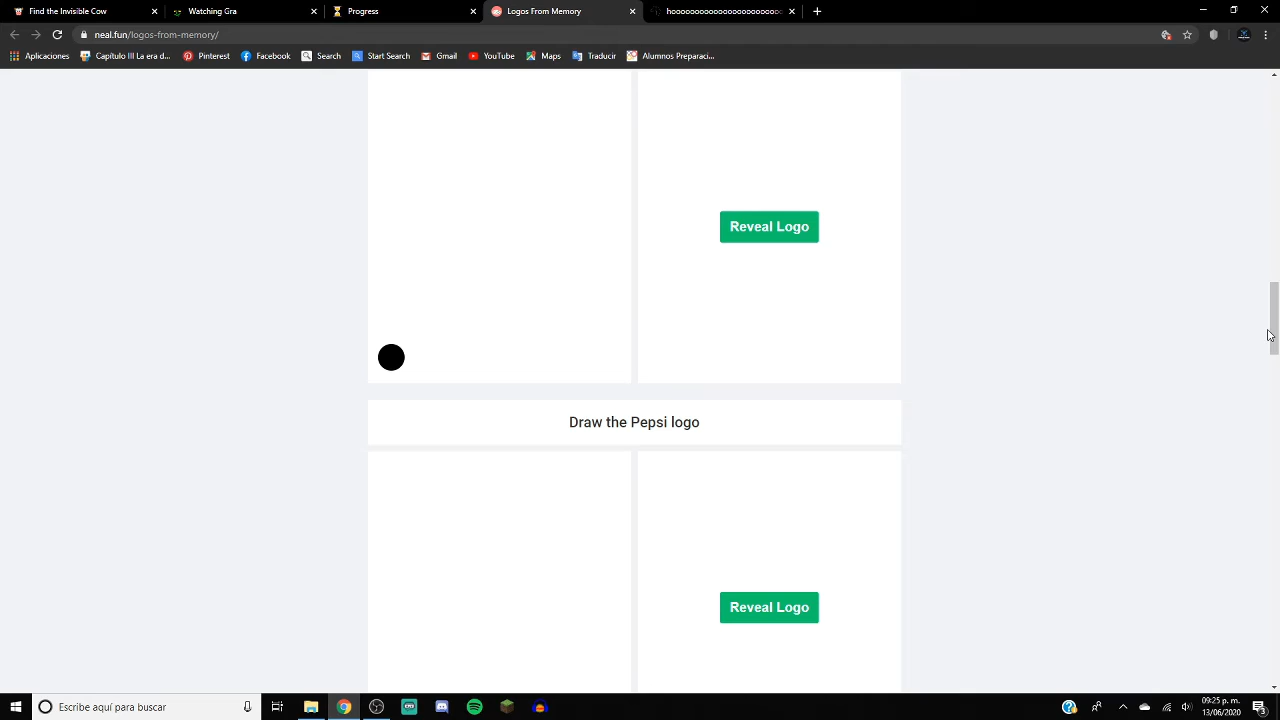 Find the Invisible Cow
Watching Gra
Progress
Logos From Memory
neal.fun/logos-from-memory/
Aplicaciones
Capítulo III La era d...
Pinterest
Facebook
Search
Start Search
Gmail
YouTube
Maps
Traducir
Alumnos Preparaci...
Reveal Logo
Draw the Pepsi logo
Reveal Logo
Escribe aquí para buscar
09:25 p. m.
13/06/2020